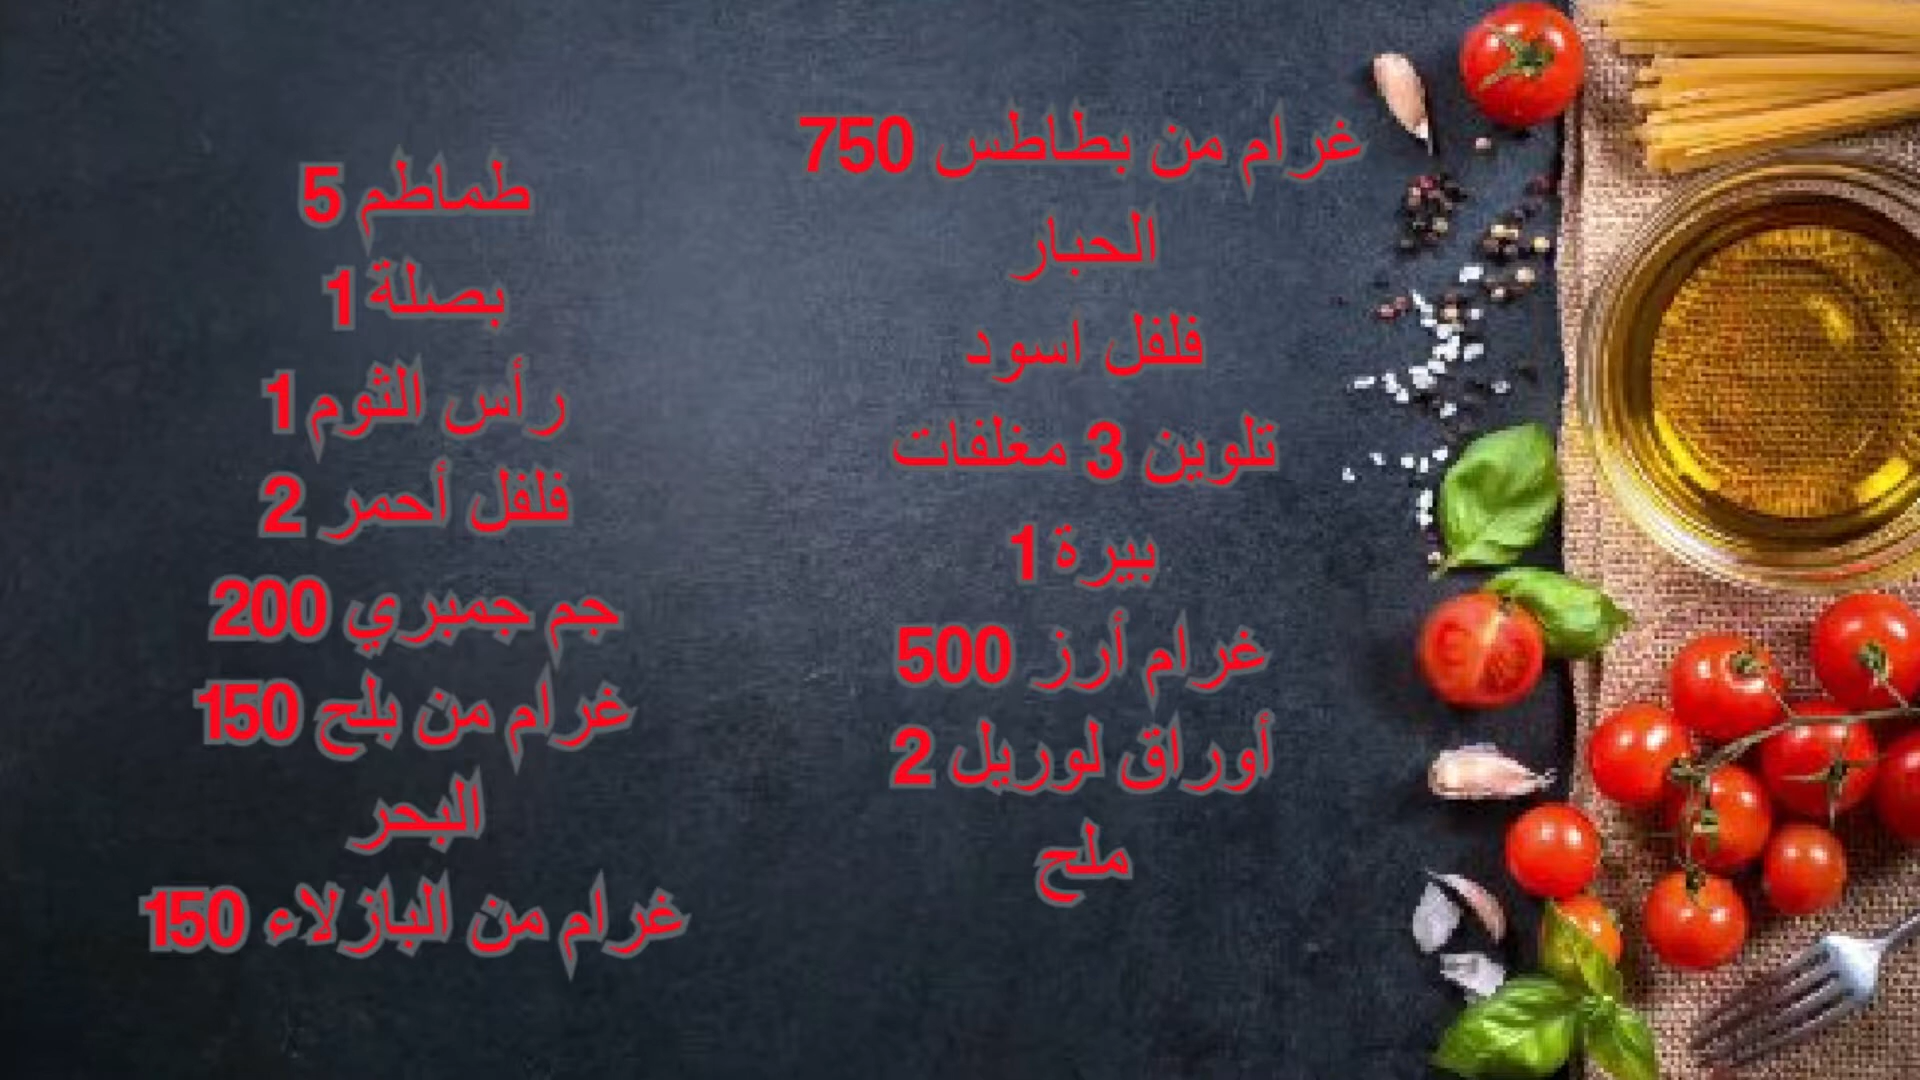 غرام من بطاطس 750
الحبار
فلفل اسود
تلوين 3 مغلفات
بيرة 1
غرام أرز 500
أوراق لوريل 2
ملح
طماطم 5
بصلة 1
رأس الثوم 1
فلفل أحمر 2
جم جمبري 200
غرام من بلح 150
البحر
غرام من البازلاء 150